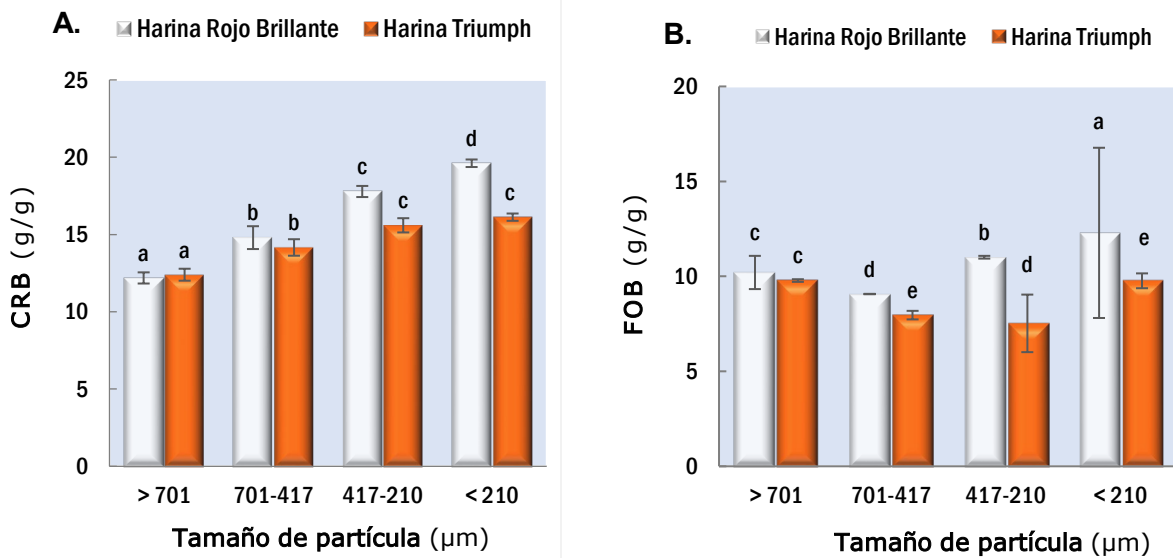 A.
Harina Rojo Brillante Harina Triumph
CRB (g/g)
25
20
15
10
5
0
a a b b c c d c
> 701 701-417 417-210 < 210
Tamaño de partícula (µm)
B.
Harina Rojo Brillante Harina Triumph
FOB (g/g)
20
15
10
5
0
c c d e b d a e
> 701 701-417 417-210 < 210
Tamaño de partícula (µm)